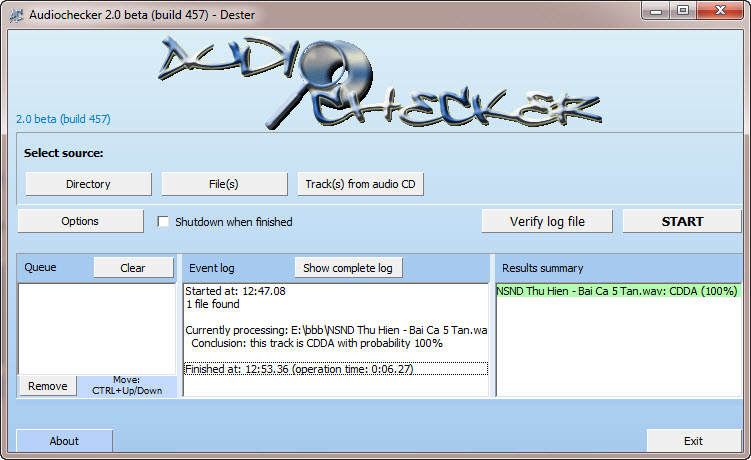 Audiochecker 2.0 beta (build 457) - Dester
AUDIO
CHECKER
2.0 beta (build 457)
Select source:
Directory File(s) Track(s) from audio CD
Options Shutdown when finished Verify log file START
Queue Clear Event log Show complete log Results summary
Started at: 12:47.08
1 file found
Currently processing: E:\bbb\NSND Thu Hien - Bai Ca 5 Tan.wa
Conclusion: this track is CDDA with probability 100%
Finished at: 12:53.36 (operation time: 0:06.27)
NSND Thu Hien - Bai Ca 5 Tan.wav: CDDA (100%)
Remove Move:
CTRL+Up/Down
About Exit